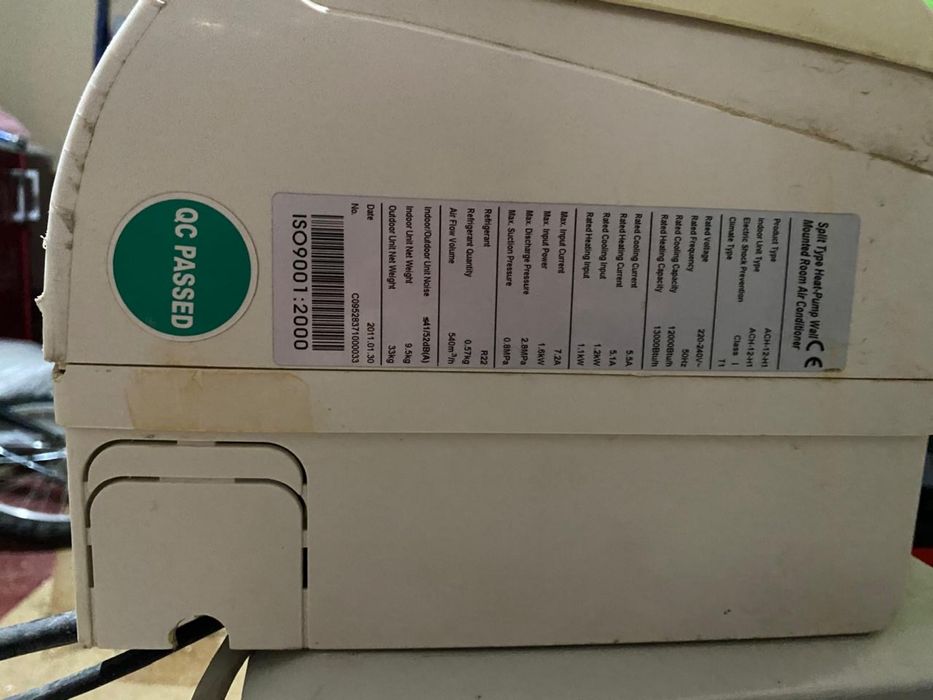 Split Type Heat-Pump Wall
Mounted Room Air Conditioner
CE
Product Type ACH-12-H1
Indoor Unit Type ACH-12-H1
Electric Shock Prevention Class I
Climate Type T1
Rated Voltage 220-240V~
Rated Frequency 50Hz
Rated Cooling Capacity 12000Btu/h
Rated Heating Capacity 13000Btu/h
Rated Cooling Current 5.5A
Rated Heating Current 5.1A
Rated Cooling Input 1.2kW
Rated Heating Input 1.1kW
Max. Input Current 7.2A
Max. Input Power 1.6kW
Max. Discharge Pressure 2.8MPa
Max. Suction Pressure 0.8MPa
Refrigerant R22
Refrigerant Quantity 0.57kg
Air Flow Volume 540m³/h
Indoor/Outdoor Unit Noise ≤41/52dB(A)
Indoor Unit Net Weight 9.5kg
Outdoor Unit Net Weight 33kg
Date 2011.01.30
No. C09528371000033
ISO9001:2000
QC PASSED